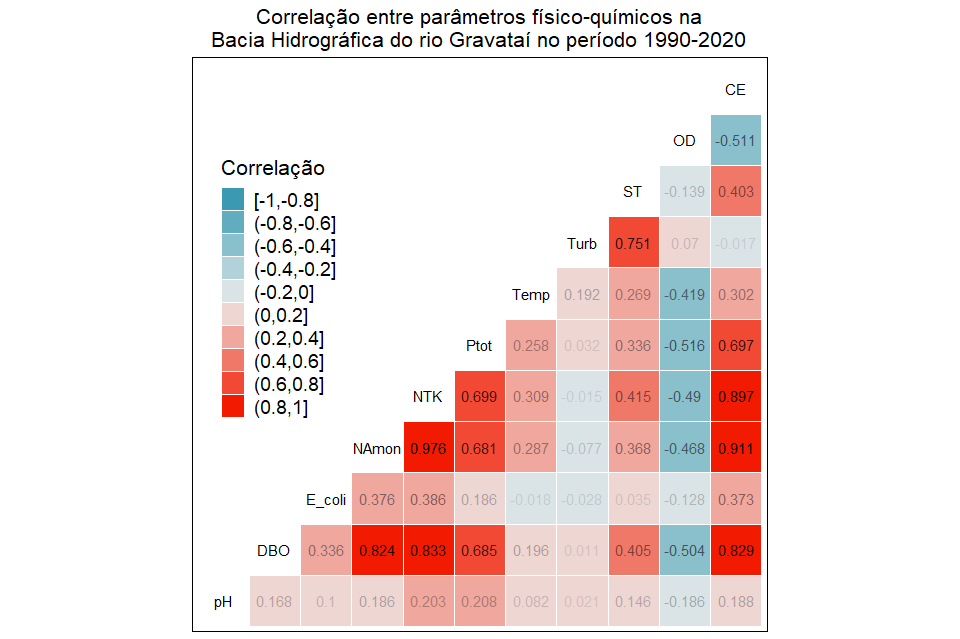 Correlação entre parâmetros físico-químicos na
Bacia Hidrográfica do rio Gravataí no período 1990-2020
CE
OD -0.511
Correlação
[-1,-0.8]
(-0.8,-0.6]
(-0.6,-0.4]
(-0.4,-0.2]
(-0.2,0]
(0,0.2]
(0.2,0.4]
(0.4,0.6]
(0.6,0.8]
(0.8,1]
ST -0.139 0.403
Turb 0.751 0.07 -0.017
Temp 0.192 0.269 -0.419 0.302
Ptot 0.258 0.032 0.336 -0.516 0.697
NTK 0.699 0.309 -0.015 0.415 -0.49 0.897
NAmon 0.976 0.681 0.287 -0.077 0.368 -0.468 0.911
E_coli 0.376 0.386 0.186 -0.018 -0.028 0.035 -0.128 0.373
DBO 0.336 0.824 0.833 0.685 0.196 0.011 0.405 -0.504 0.829
pH 0.168 0.1 0.186 0.203 0.208 0.082 0.021 0.146 -0.186 0.188